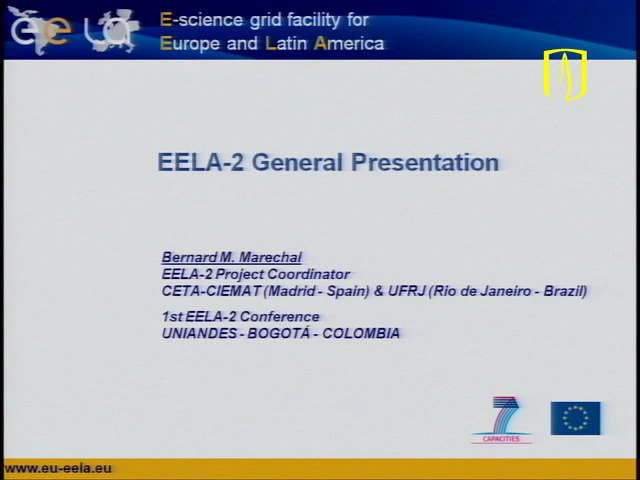 eela
E-science grid facility for
Europe and Latin America
EELA-2 General Presentation
Bernard M. Marechal
EELA-2 Project Coordinator
CETA-CIEMAT (Madrid - Spain) & UFRJ (Rio de Janeiro - Brazil)
1st EELA-2 Conference
UNIANDES - BOGOTÁ - COLOMBIA
7
CAPACITIES
www.eu-eela.eu